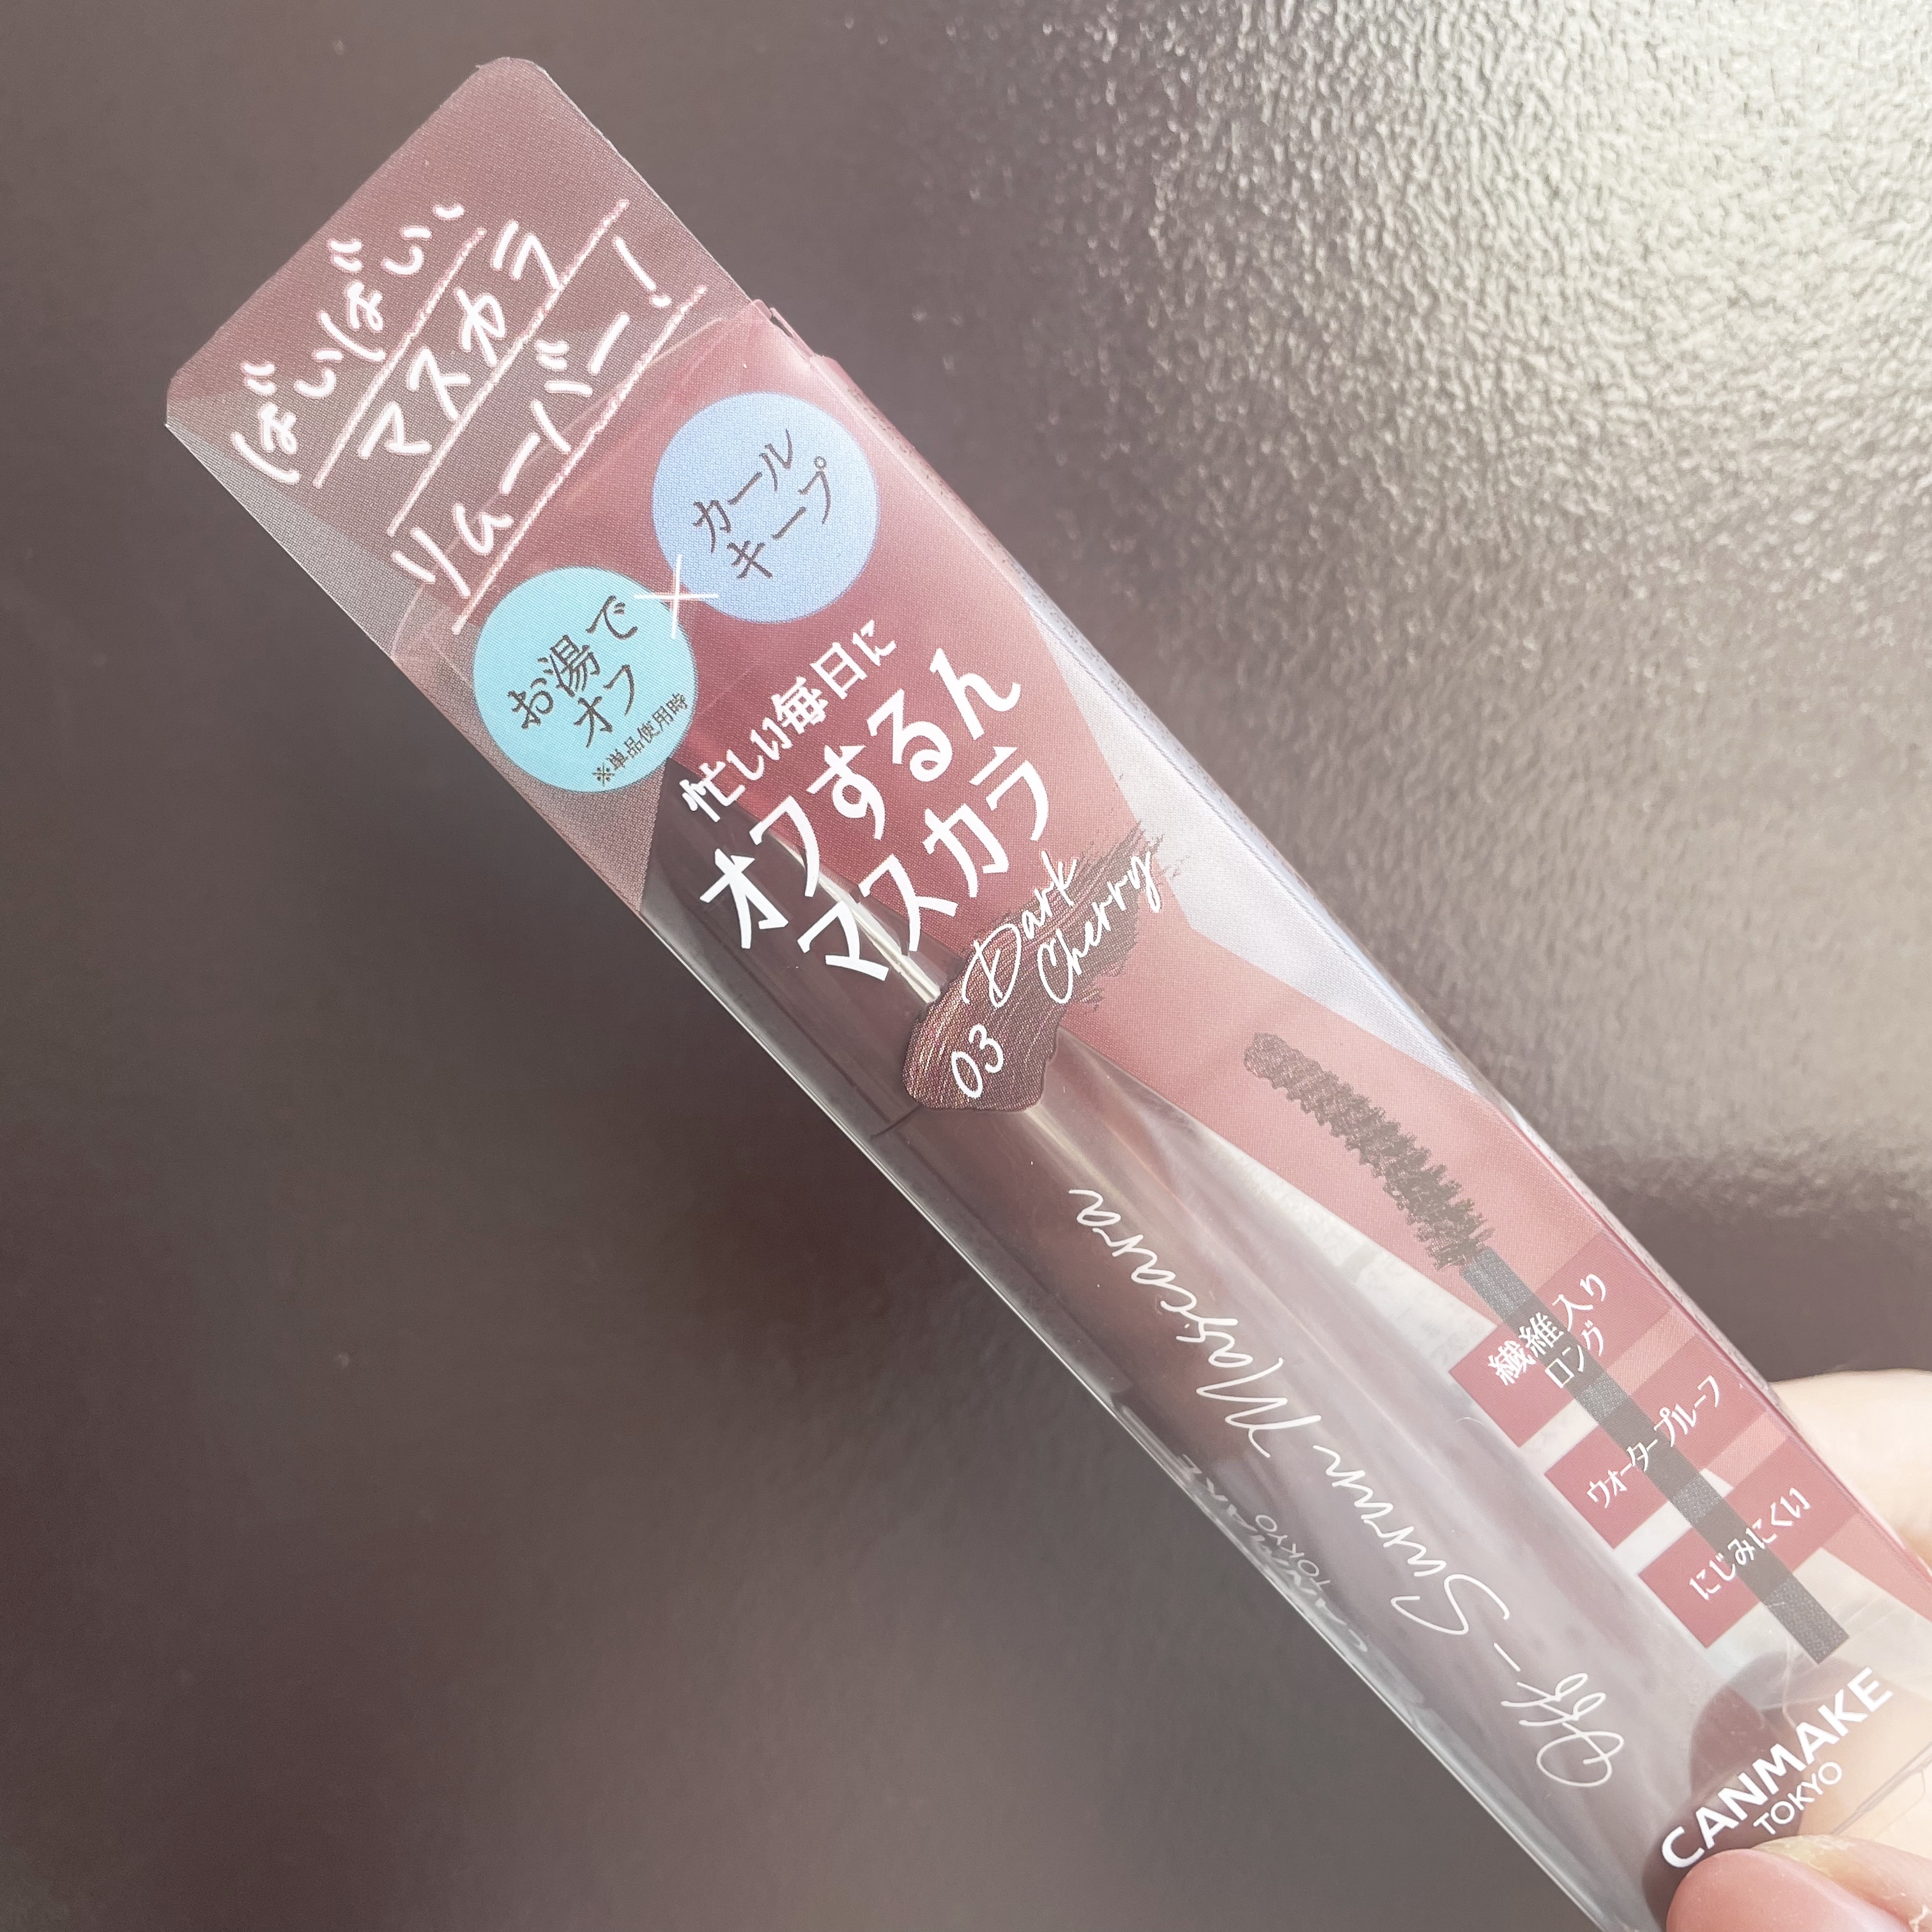 ばいばい
マスカラ
リムーバー!
カール
キープ
×
お湯で
オフ
※単品使用時
忙しい毎日に
オフするん
マスカラ
03 Dark
Cherry
Off-Surun Mascara
CANMAKE
TOKYO
繊維入り
ロング
ウォータープルーフ
にじみにくい
CANMAKE
TOKYO